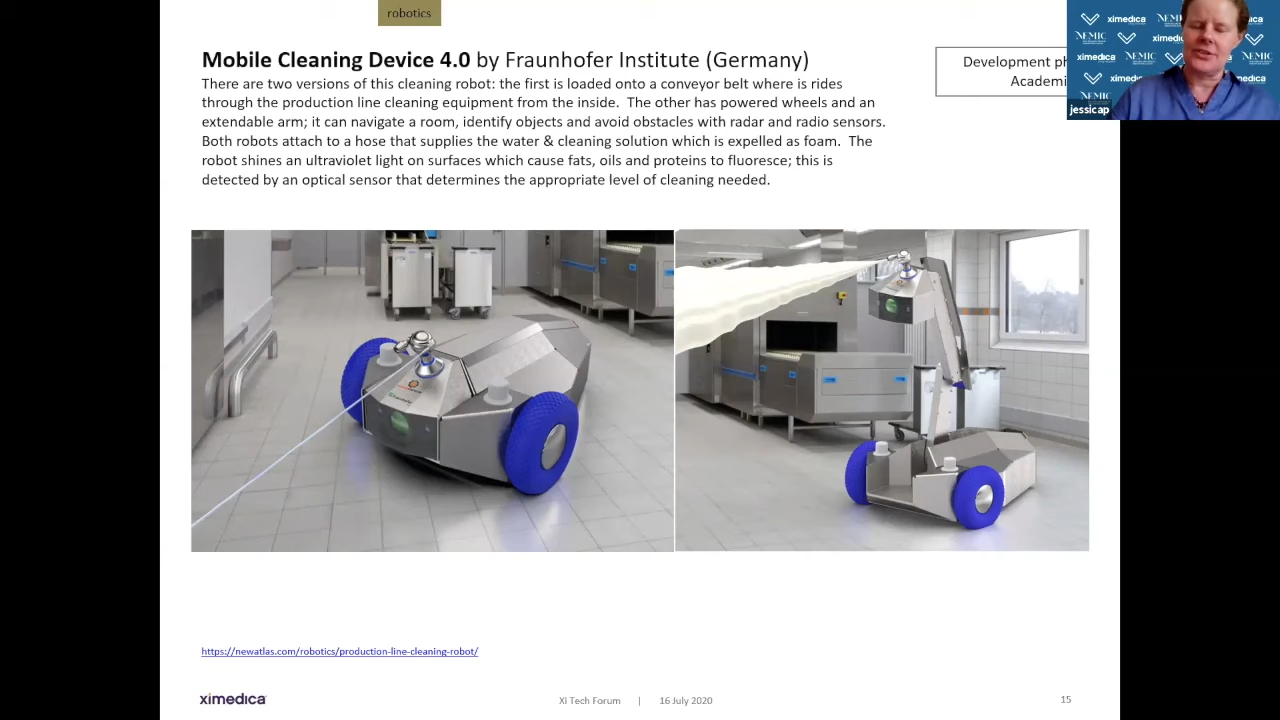 robotics
Mobile Cleaning Device 4.0 by Fraunhofer Institute (Germany)
There are two versions of this cleaning robot: the first is loaded onto a conveyor belt where is rides
through the production line cleaning equipment from the inside.  The other has powered wheels and an
extendable arm; it can navigate a room, identify objects and avoid obstacles with radar and radio sensors.
Both robots attach to a hose that supplies the water & cleaning solution which is expelled as foam.  The
robot shines an ultraviolet light on surfaces which cause fats, oils and proteins to fluoresce; this is
detected by an optical sensor that determines the appropriate level of cleaning needed.
Development ph
Academi
ximedica
NEMIC
ximedica
NEMIC
ximedica
NEMIC
jessicap
https://newatlas.com/robotics/production-line-cleaning-robot/
ximedica
XI Tech Forum | 16 July 2020
15